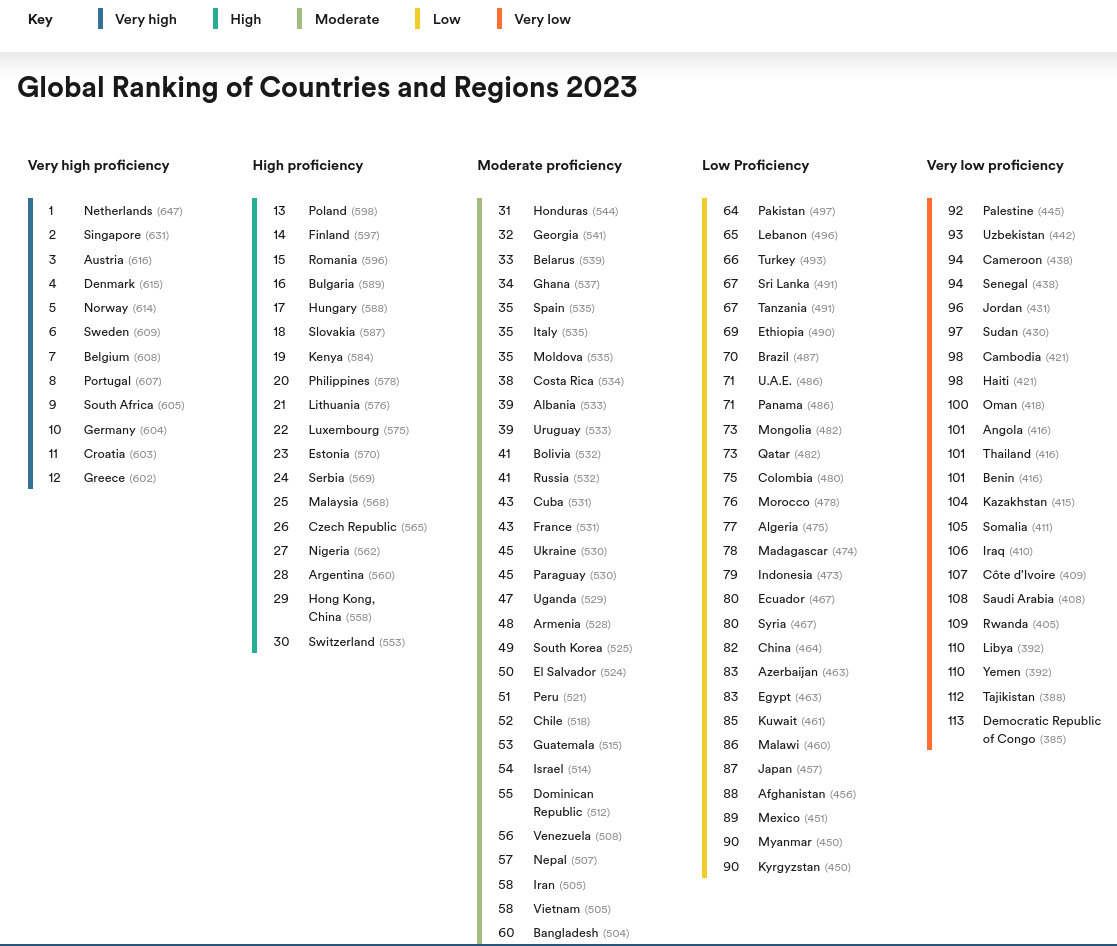 Key Very high High Moderate Low Very low
Global Ranking of Countries and Regions 2023
Very high proficiency
1 Netherlands (647)
2 Singapore (631)
3 Austria (616)
4 Denmark (615)
5 Norway (614)
6 Sweden (609)
7 Belgium (608)
8 Portugal (607)
9 South Africa (605)
10 Germany (604)
11 Croatia (603)
12 Greece (602)
High proficiency
13 Poland (598)
14 Finland (597)
15 Romania (596)
16 Bulgaria (589)
17 Hungary (588)
18 Slovakia (587)
19 Kenya (584)
20 Philippines (578)
21 Lithuania (576)
22 Luxembourg (575)
23 Estonia (570)
24 Serbia (569)
25 Malaysia (568)
26 Czech Republic (565)
27 Nigeria (562)
28 Argentina (560)
29 Hong Kong,
China (558)
30 Switzerland (553)
Moderate proficiency
31 Honduras (544)
32 Georgia (541)
33 Belarus (539)
34 Ghana (537)
35 Spain (535)
35 Italy (535)
35 Moldova (535)
38 Costa Rica (534)
39 Albania (533)
39 Uruguay (533)
41 Bolivia (532)
41 Russia (532)
43 Cuba (531)
43 France (531)
45 Ukraine (530)
45 Paraguay (530)
47 Uganda (529)
48 Armenia (528)
49 South Korea (525)
50 El Salvador (524)
51 Peru (521)
52 Chile (518)
53 Guatemala (515)
54 Israel (514)
55 Dominican
Republic (512)
56 Venezuela (508)
57 Nepal (507)
58 Iran (505)
58 Vietnam (505)
60 Bangladesh (504)
Low Proficiency
64 Pakistan (497)
65 Lebanon (496)
66 Turkey (493)
67 Sri Lanka (491)
67 Tanzania (491)
69 Ethiopia (490)
70 Brazil (487)
71 U.A.E. (486)
71 Panama (486)
73 Mongolia (482)
73 Qatar (482)
75 Colombia (480)
76 Morocco (478)
77 Algeria (475)
78 Madagascar (474)
79 Indonesia (473)
80 Ecuador (467)
80 Syria (467)
82 China (464)
83 Azerbaijan (463)
83 Egypt (463)
85 Kuwait (461)
86 Malawi (460)
87 Japan (457)
88 Afghanistan (456)
89 Mexico (451)
90 Myanmar (450)
90 Kyrgyzstan (450)
Very low proficiency
92 Palestine (445)
93 Uzbekistan (442)
94 Cameroon (438)
94 Senegal (438)
96 Jordan (431)
97 Sudan (430)
98 Cambodia (421)
98 Haiti (421)
100 Oman (418)
101 Angola (416)
101 Thailand (416)
101 Benin (416)
104 Kazakhstan (415)
105 Somalia (411)
106 Iraq (410)
107 Côte d'Ivoire (409)
108 Saudi Arabia (408)
109 Rwanda (405)
110 Libya (392)
110 Yemen (392)
112 Tajikistan (388)
113 Democratic Republic
of Congo (385)